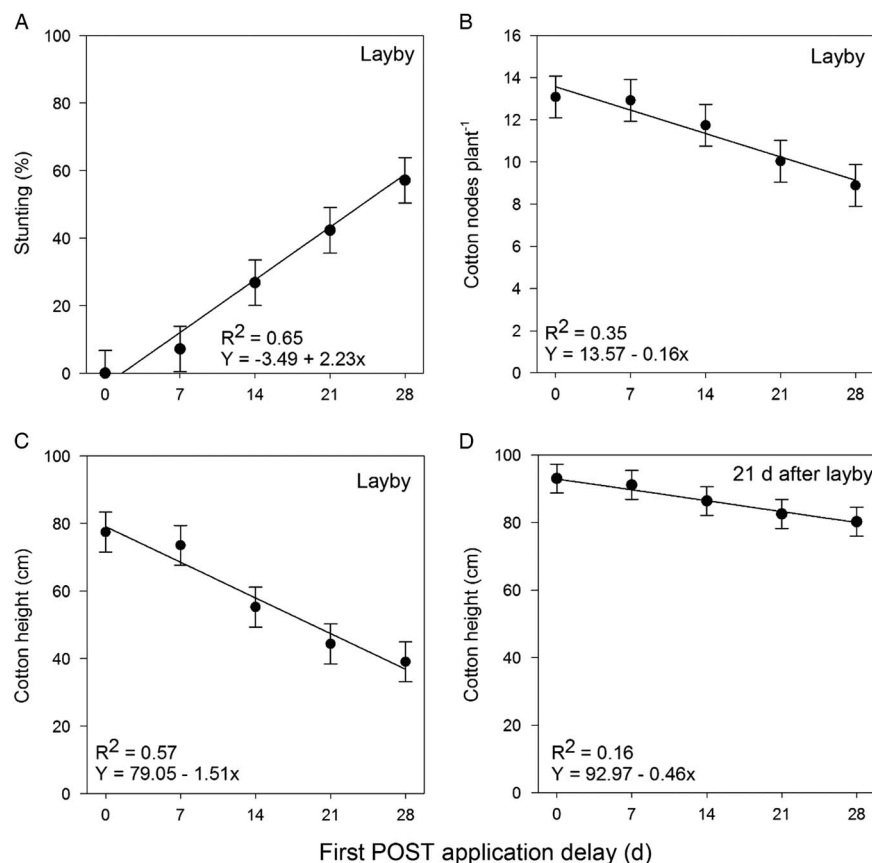 A
Layby
Stunting (%)
100
80
60
40
20
0
0 7 14 21 28
R² = 0.65
Y = -3.49 + 2.23x
B
Layby
Cotton nodes plant⁻¹
16
14
12
10
8
6
4
2
0
0 7 14 21 28
R² = 0.35
Y = 13.57 - 0.16x
C
Layby
Cotton height (cm)
100
80
60
40
20
0
0 7 14 21 28
R² = 0.57
Y = 79.05 - 1.51x
D
21 d after layby
Cotton height (cm)
100
80
60
40
20
0
0 7 14 21 28
R² = 0.16
Y = 92.97 - 0.46x
First POST application delay (d)